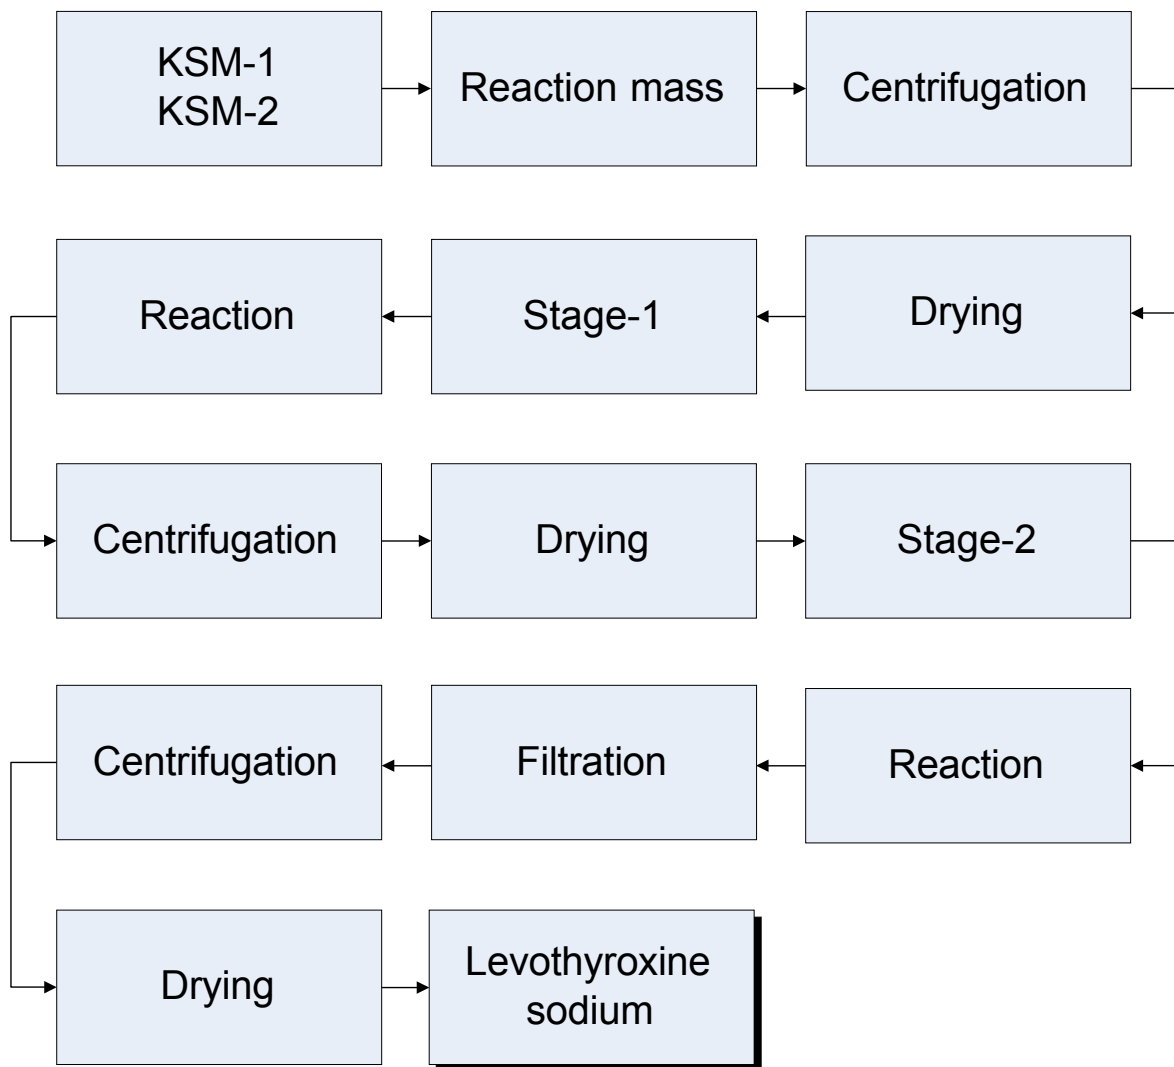 KSM-1
KSM-2
Reaction mass
Centrifugation
Reaction
Stage-1
Drying
Centrifugation
Drying
Stage-2
Centrifugation
Filtration
Reaction
Drying
Levothyroxine
sodium